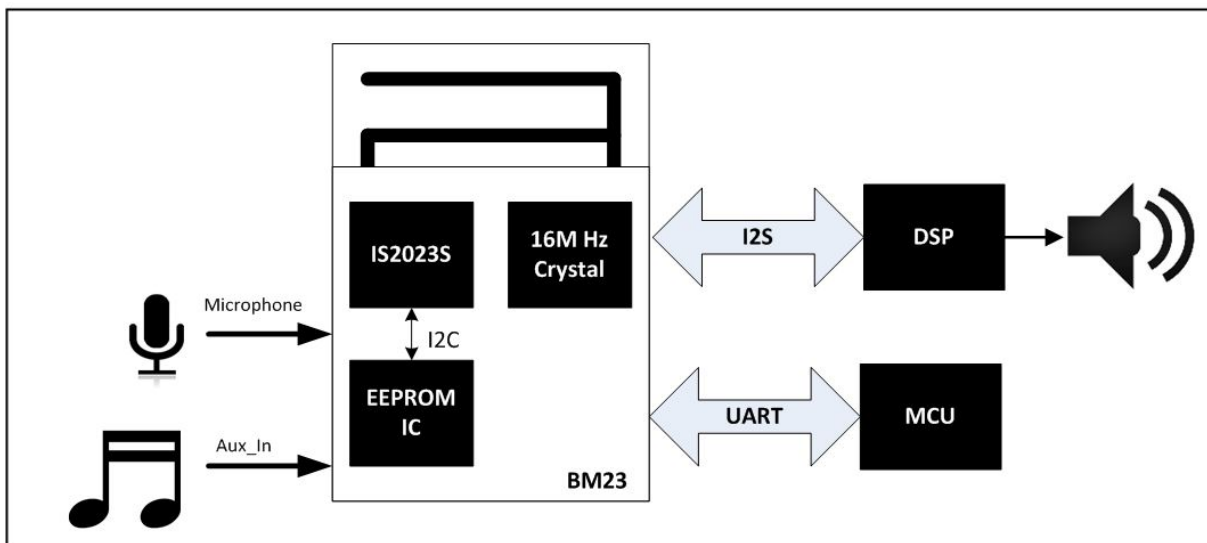 IS2023S
16M Hz
Crystal
I2S
DSP
Microphone
I2C
EEPROM
IC
UART
MCU
Aux_In
BM23